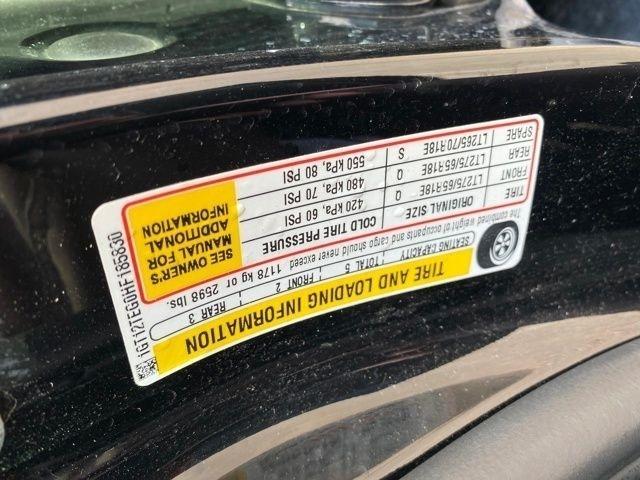 TIRE AND LOADING INFORMATION
SEATING CAPACITY TOTAL 5 FRONT 2 REAR 3
The combined weight of occupants and cargo should never exceed 1178 kg or 2598 lbs.
TIRE ORIGINAL SIZE COLD TIRE PRESSURE
FRONT LT275/65R18E Q 420 kPa, 60 PSI
REAR LT275/65R18E Q 480 kPa, 70 PSI
SPARE LT265/70R18E S 550 kPa, 80 PSI
SEE OWNER'S
MANUAL FOR
ADDITIONAL
INFORMATION
1GT12TEG0HF185830